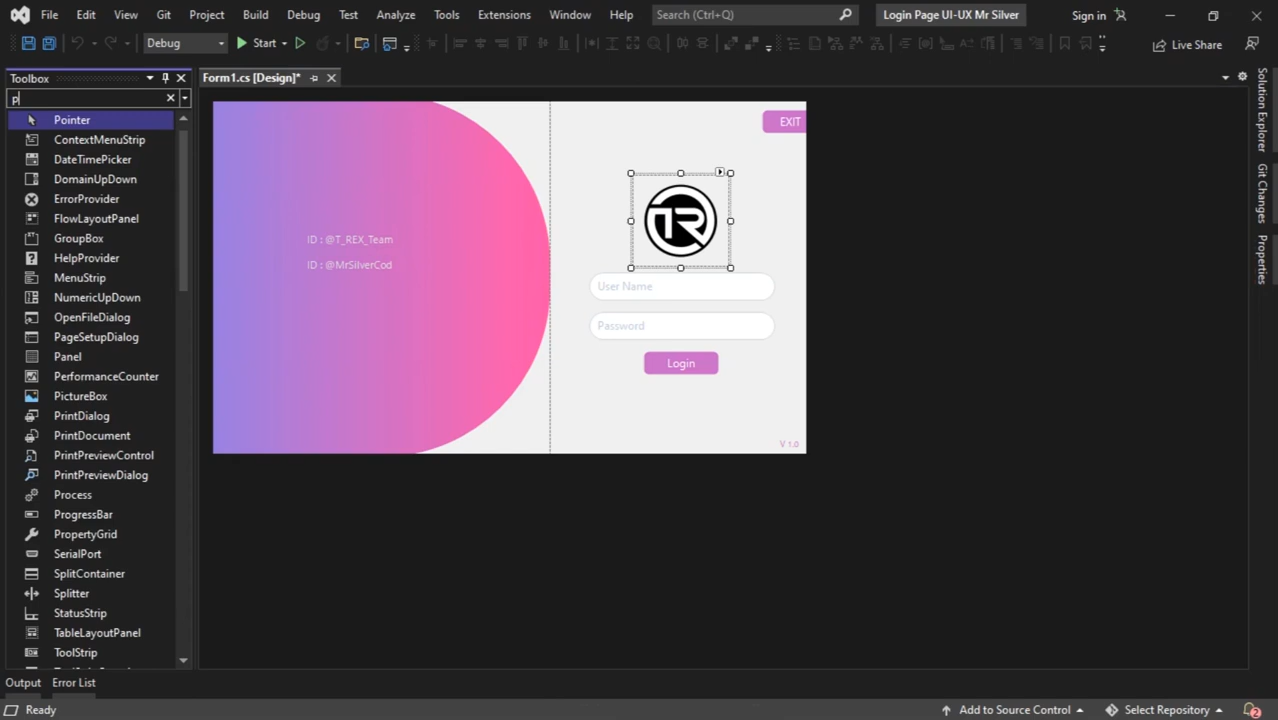 File Edit View Git Project Build Debug Test Analyze Tools Extensions Window Help Search (Ctrl+Q) Login Page UI-UX Mr Silver Sign in
Debug Start Live Share
Toolbox
Form1.cs [Design]*
p
Pointer
ContextMenuStrip
DateTimePicker
DomainUpDown
ErrorProvider
FlowLayoutPanel
GroupBox
HelpProvider
MenuStrip
NumericUpDown
OpenFileDialog
PageSetupDialog
Panel
PerformanceCounter
PictureBox
PrintDialog
PrintDocument
PrintPreviewControl
PrintPreviewDialog
Process
ProgressBar
PropertyGrid
SerialPort
SplitContainer
Splitter
StatusStrip
TableLayoutPanel
ToolStrip
EXIT
TR
ID : @T_REX_Team
ID : @MrSilverCod
User Name
Password
Login
V 1.0
Solution Explorer
Git Changes
Properties
Output Error List
Ready Add to Source Control Select Repository 2